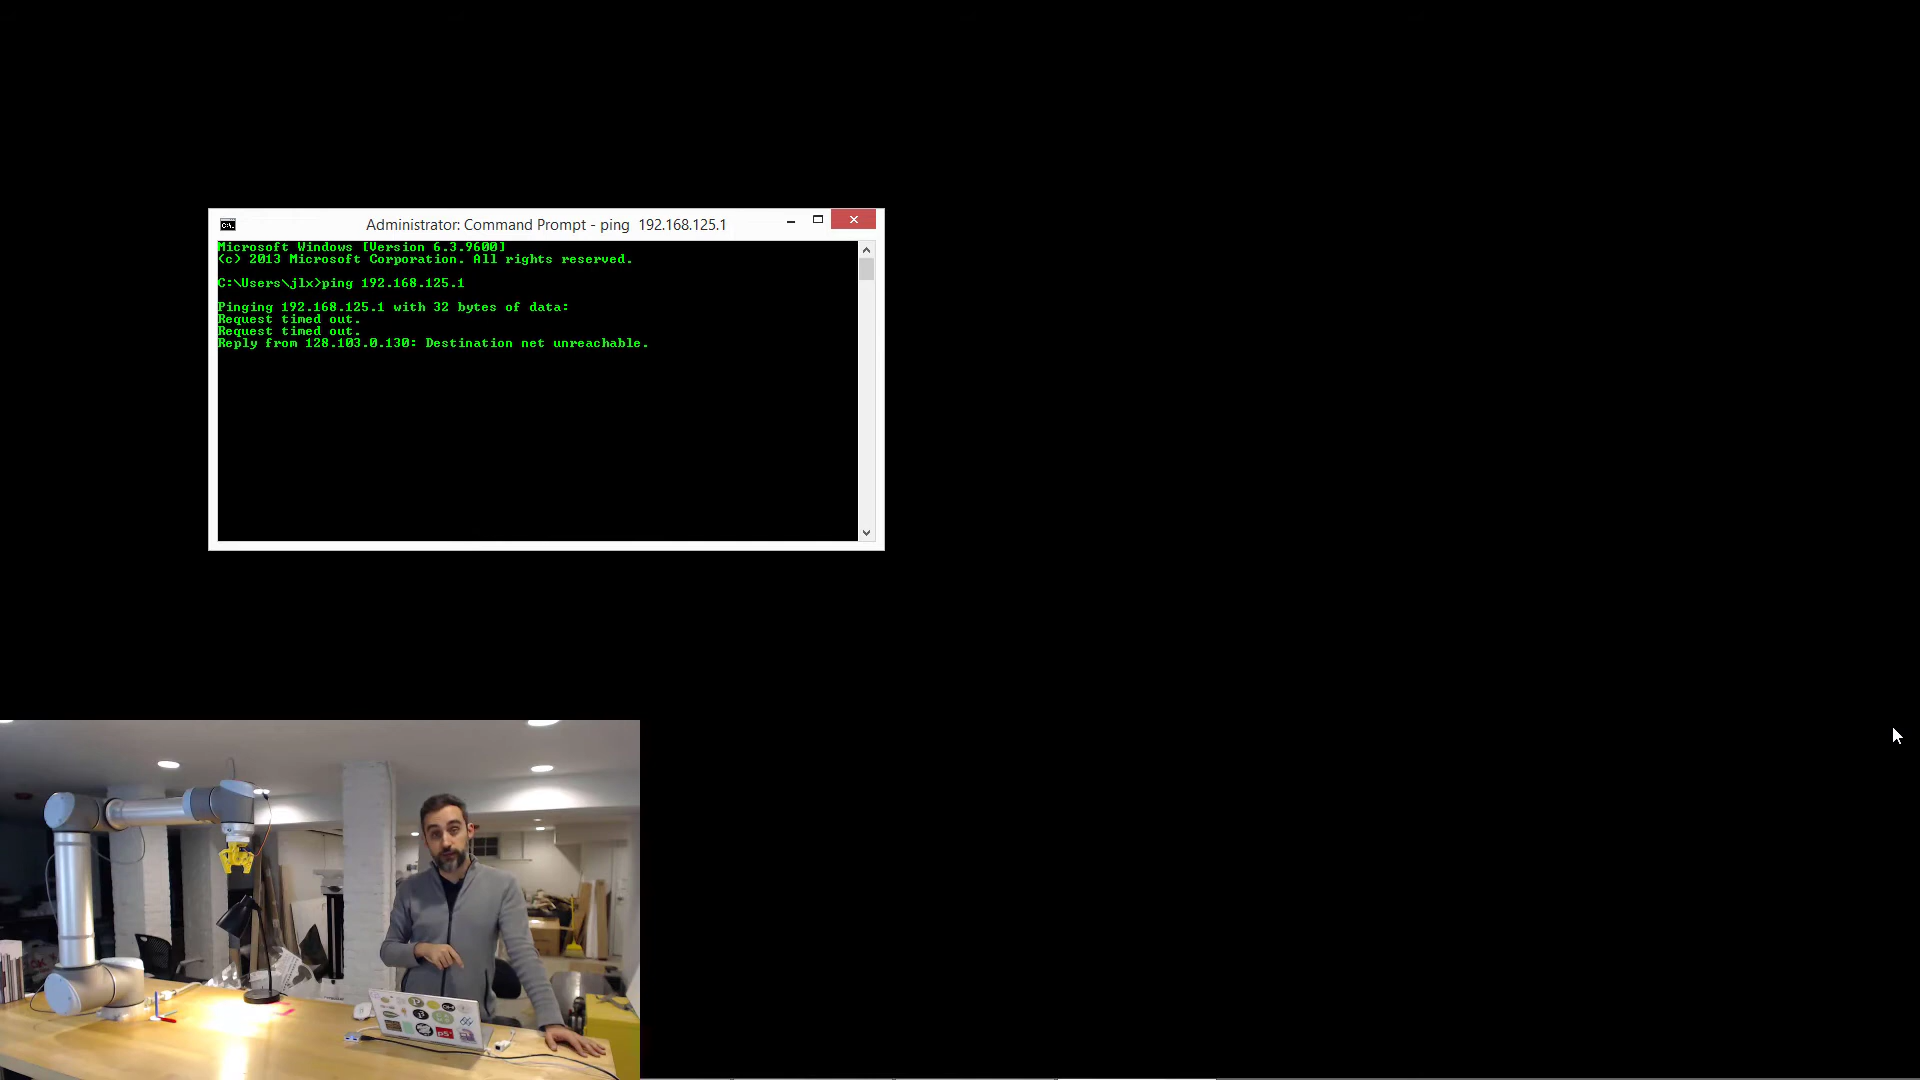 Administrator: Command Prompt - ping 192.168.125.1
Microsoft Windows [Version 6.3.9600]
(c) 2013 Microsoft Corporation. All rights reserved.
C:\Users\jlx>ping 192.168.125.1
Pinging 192.168.125.1 with 32 bytes of data:
Request timed out.
Request timed out.
Reply from 128.103.0.130: Destination net unreachable.